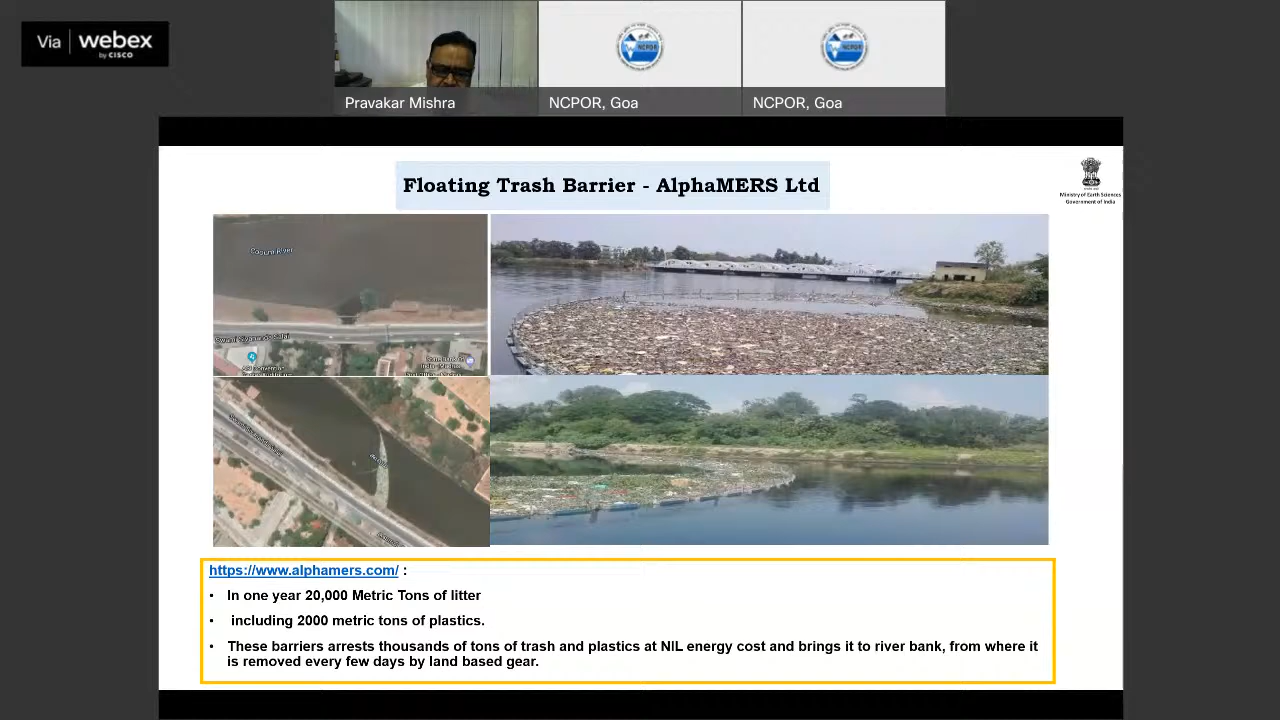 Via webex
by CISCO
NCPOR
NCPOR
Pravakar Mishra
NCPOR, Goa
NCPOR, Goa
Floating Trash Barrier - AlphaMERS Ltd
Ministry of Earth Sciences
Government of India
Cooum River
https://www.alphamers.com/ :
• In one year 20,000 Metric Tons of litter
• including 2000 metric tons of plastics.
• These barriers arrests thousands of tons of trash and plastics at NIL energy cost and brings it to river bank, from where it
is removed every few days by land based gear.